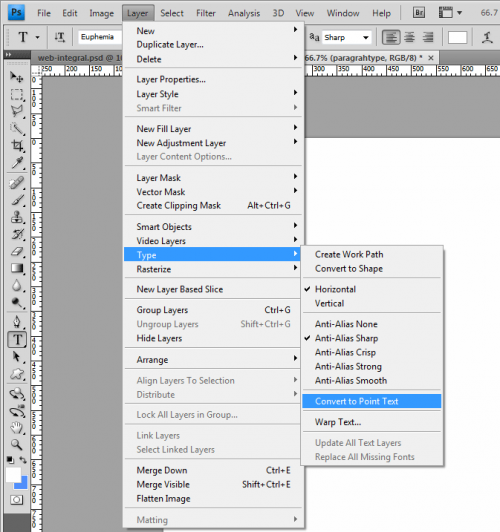 Ps File Edit Image Layer Select Filter Analysis 3D View Window Help Br 66.7
T T Euphemia aa Sharp
web-integral.psd @ 10 66.7% (paragrahtype, RGB/8) *
New
Duplicate Layer...
Delete
Layer Properties...
Layer Style
Smart Filter
New Fill Layer
New Adjustment Layer
Layer Content Options...
Layer Mask
Vector Mask
Create Clipping Mask Alt+Ctrl+G
Smart Objects
Video Layers
Type
Rasterize
New Layer Based Slice
Group Layers Ctrl+G
Ungroup Layers Shift+Ctrl+G
Hide Layers
Arrange
Align Layers To Selection
Distribute
Lock All Layers in Group...
Link Layers
Select Linked Layers
Merge Down Ctrl+E
Merge Visible Shift+Ctrl+E
Flatten Image
Matting
Create Work Path
Convert to Shape
Horizontal
Vertical
Anti-Alias None
Anti-Alias Sharp
Anti-Alias Crisp
Anti-Alias Strong
Anti-Alias Smooth
Convert to Point Text
Warp Text...
Update All Text Layers
Replace All Missing Fonts